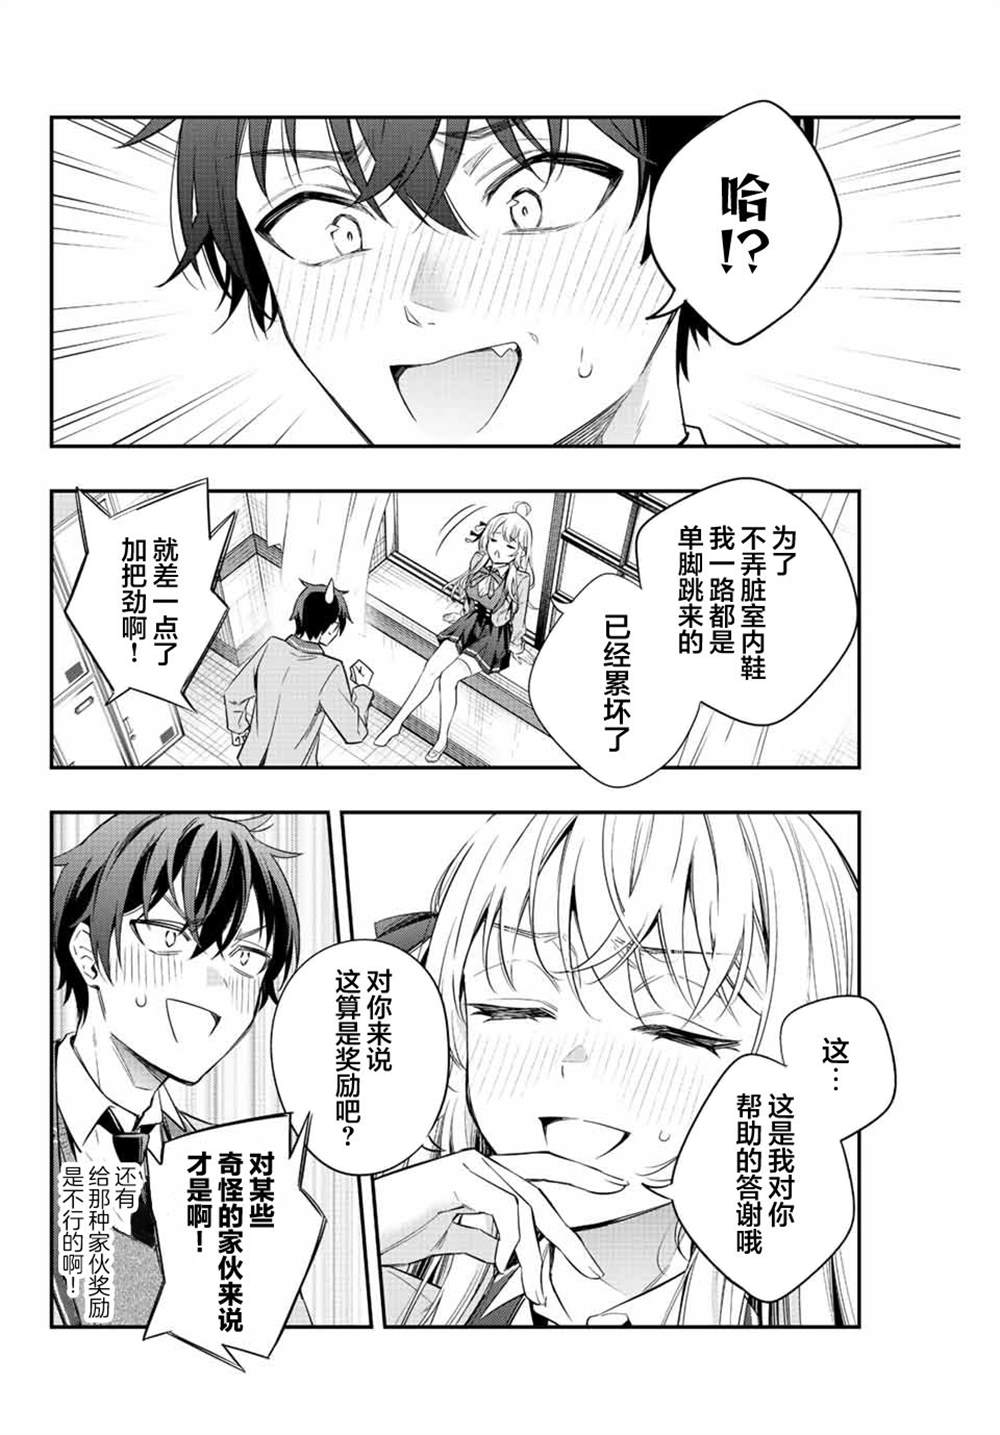 哈!?
为了
不弄脏室内鞋
我一路都是
单脚跳来的
已经累坏了
就差一点了
加把劲啊！
这…
这是我对你
帮助的答谢哦
对你来说
这算是奖励吧？
对某些
奇怪的家伙来说
才是啊！
还有
给那种家伙奖励
是不行的啊！